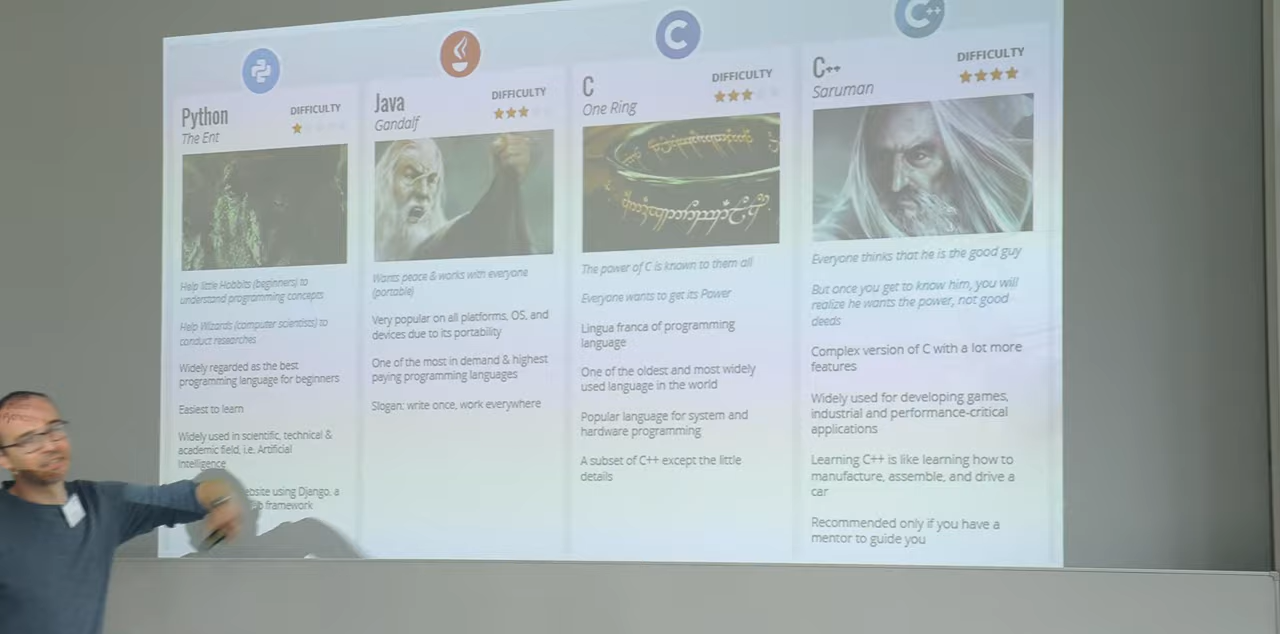 Python
The Ent
DIFFICULTY
Help little Hobbits (beginners) to
understand programming concepts
Help Wizards (computer scientists) to
conduct researches
Widely regarded as the best
programming language for beginners
Easiest to learn
Widely used in scientific, technical &
academic field, i.e. Artificial
Intelligence
using Django, a
framework
Java
Gandalf
DIFFICULTY
Wants peace & works with everyone
(portable)
Very popular on all platforms, OS, and
devices due to its portability
One of the most in demand & highest
paying programming languages
Slogan: write once, work everywhere
C
C
One Ring
DIFFICULTY
The power of C is known to them all
Everyone wants to get its Power
Lingua franca of programming
language
One of the oldest and most widely
used language in the world
Popular language for system and
hardware programming
A subset of C++ except the little
details
C++
C++
Saruman
DIFFICULTY
Everyone thinks that he is the good guy
But once you get to know him, you will
realize he wants the power, not good
deeds
Complex version of C with a lot more
features
Widely used for developing games,
industrial and performance-critical
applications
Learning C++ is like learning how to
manufacture, assemble, and drive a
car
Recommended only if you have a
mentor to guide you